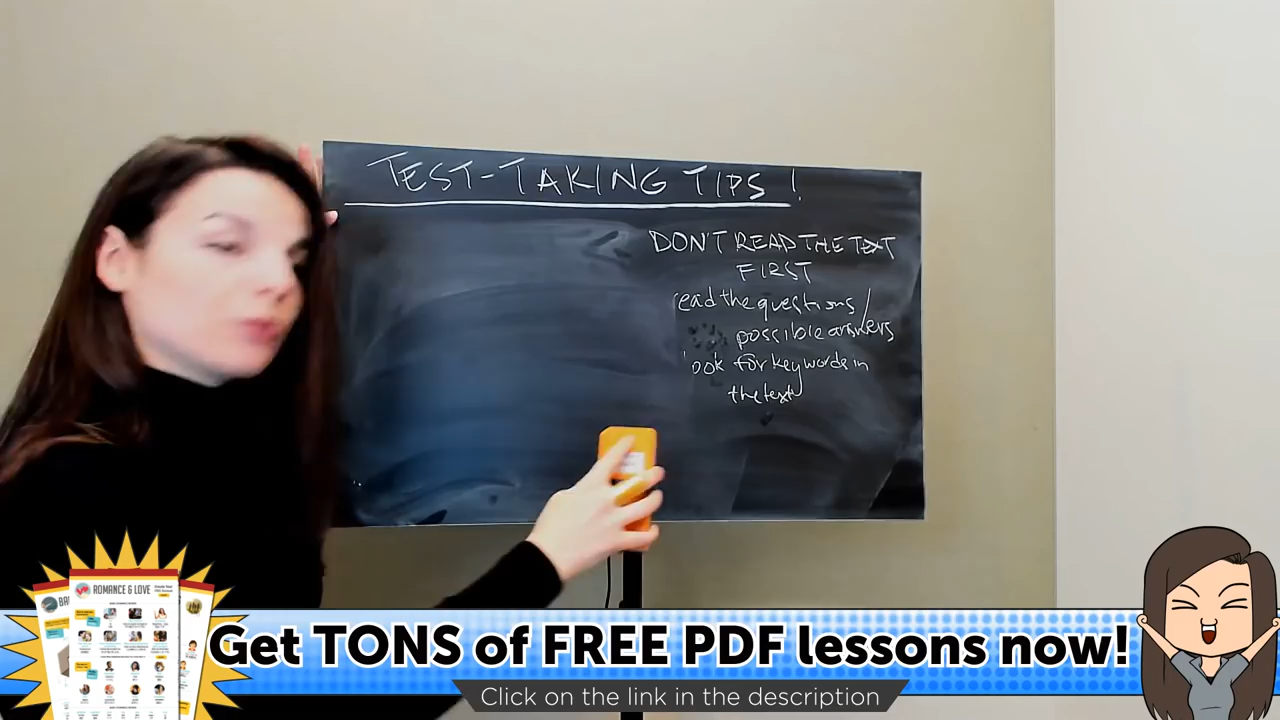 TEST-TAKING TIPS!
DON'T READ THE TEXT
FIRST
read the questions/
possible answers
look for keywords in
the text
ROMANCE & LOVE
Get TONS of FREE PDF lessons now!
Click on the link in the description